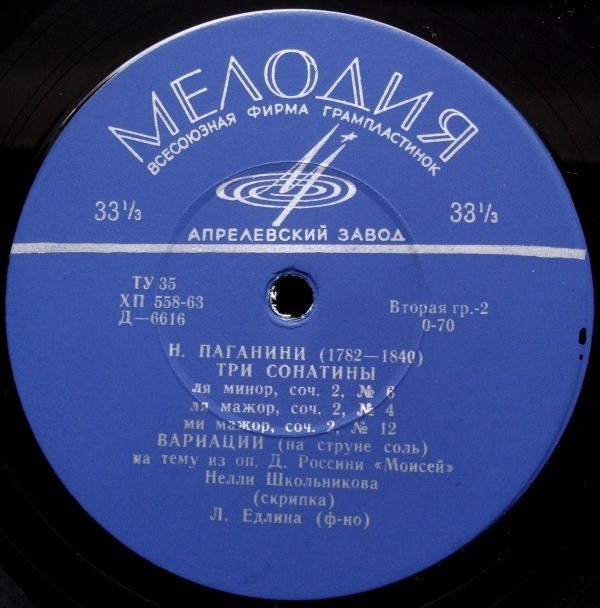 МЕЛОДИЯ
ВСЕСОЮЗНАЯ ФИРМА ГРАМПЛАСТИНОК
33⅓ 33⅓
АПРЕЛЕВСКИЙ ЗАВОД
ТУ 35
ХП 558-63
Д—6616
Вторая гр.-2
0-70
Н. ПАГАНИНИ (1782—1840)
ТРИ СОНАТИНЫ
ля минор, соч. 2, № 6
ля мажор, соч. 2, № 4
ми мажор, соч. 2, № 12
ВАРИАЦИИ (на струне соль)
на тему из оп. Д. Россини «Моисей»
Нелли Школьникова
(скрипка)
Л. Едлина (ф-но)